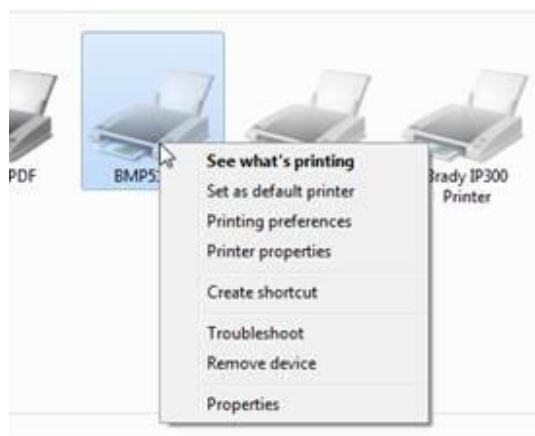 PDF
BMP5
Brady IP300
Printer
See what's printing
Set as default printer
Printing preferences
Printer properties
Create shortcut
Troubleshoot
Remove device
Properties